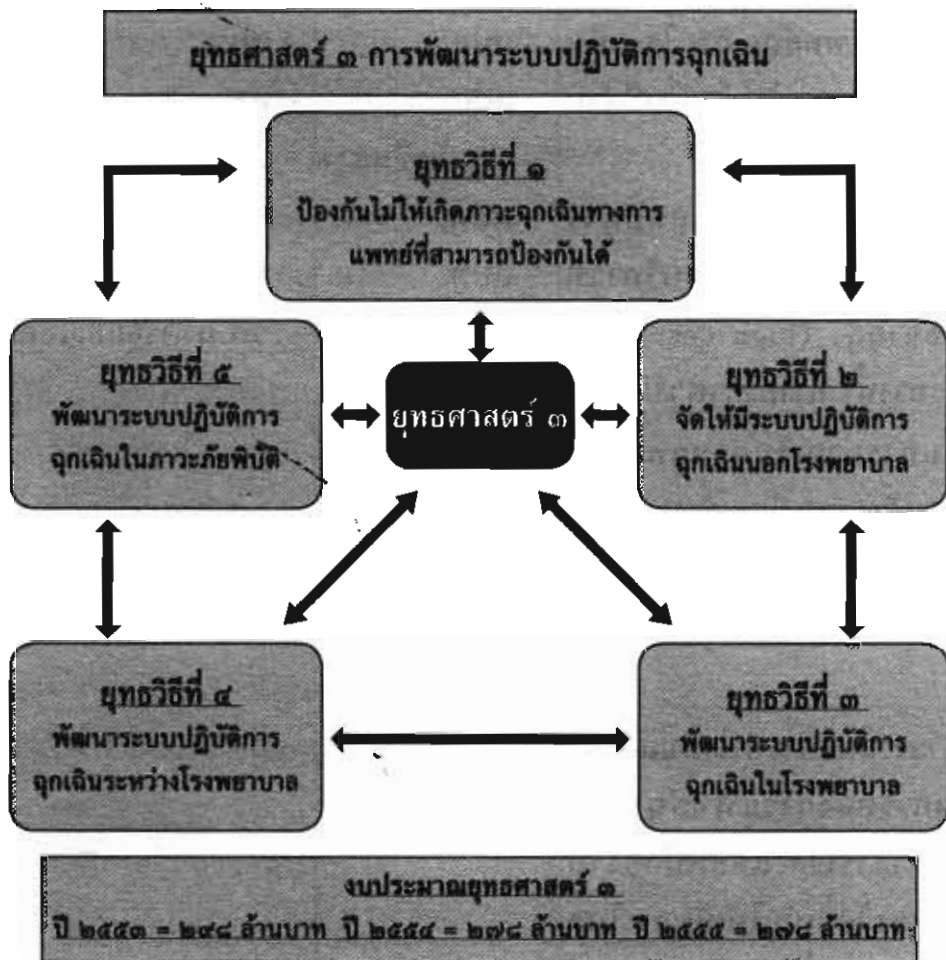 ยุทธศาสตร์ ๓ การพัฒนาระบบปฏิบัติการฉุกเฉิน
ยุทธวิธีที่ ๑
ป้องกันไม่ให้เกิดภาวะฉุกเฉินทางการ
แพทย์ที่สามารถป้องกันได้
ยุทธวิธีที่ ๕
พัฒนาระบบปฏิบัติการ
ฉุกเฉินในภาวะภัยพิบัติ
ยุทธศาสตร์ ๓
ยุทธวิธีที่ ๒
จัดให้มีระบบปฏิบัติการ
ฉุกเฉินนอกโรงพยาบาล
ยุทธวิธีที่ ๔
พัฒนาระบบปฏิบัติการ
ฉุกเฉินระหว่างโรงพยาบาล
ยุทธวิธีที่ ๓
พัฒนาระบบปฏิบัติการ
ฉุกเฉินในโรงพยาบาล
งบประมาณยุทธศาสตร์ ๓
ปี ๒๕๕๓ = ๒๙๘ ล้านบาท ปี ๒๕๕๔ = ๒๗๘ ล้านบาท ปี ๒๕๕๕ = ๒๗๘ ล้านบาท